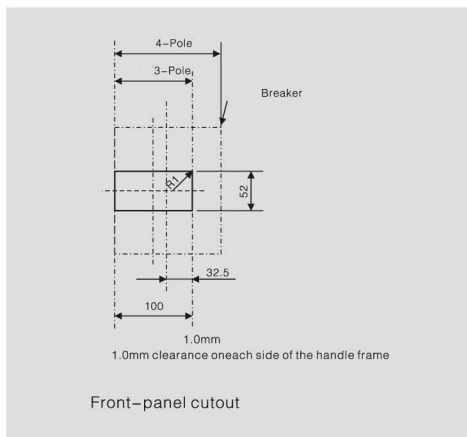 4-Pole
3-Pole
Breaker
R1
52
32.5
100
1.0mm
1.0mm clearance oneach side of the handle frame
Front-panel cutout